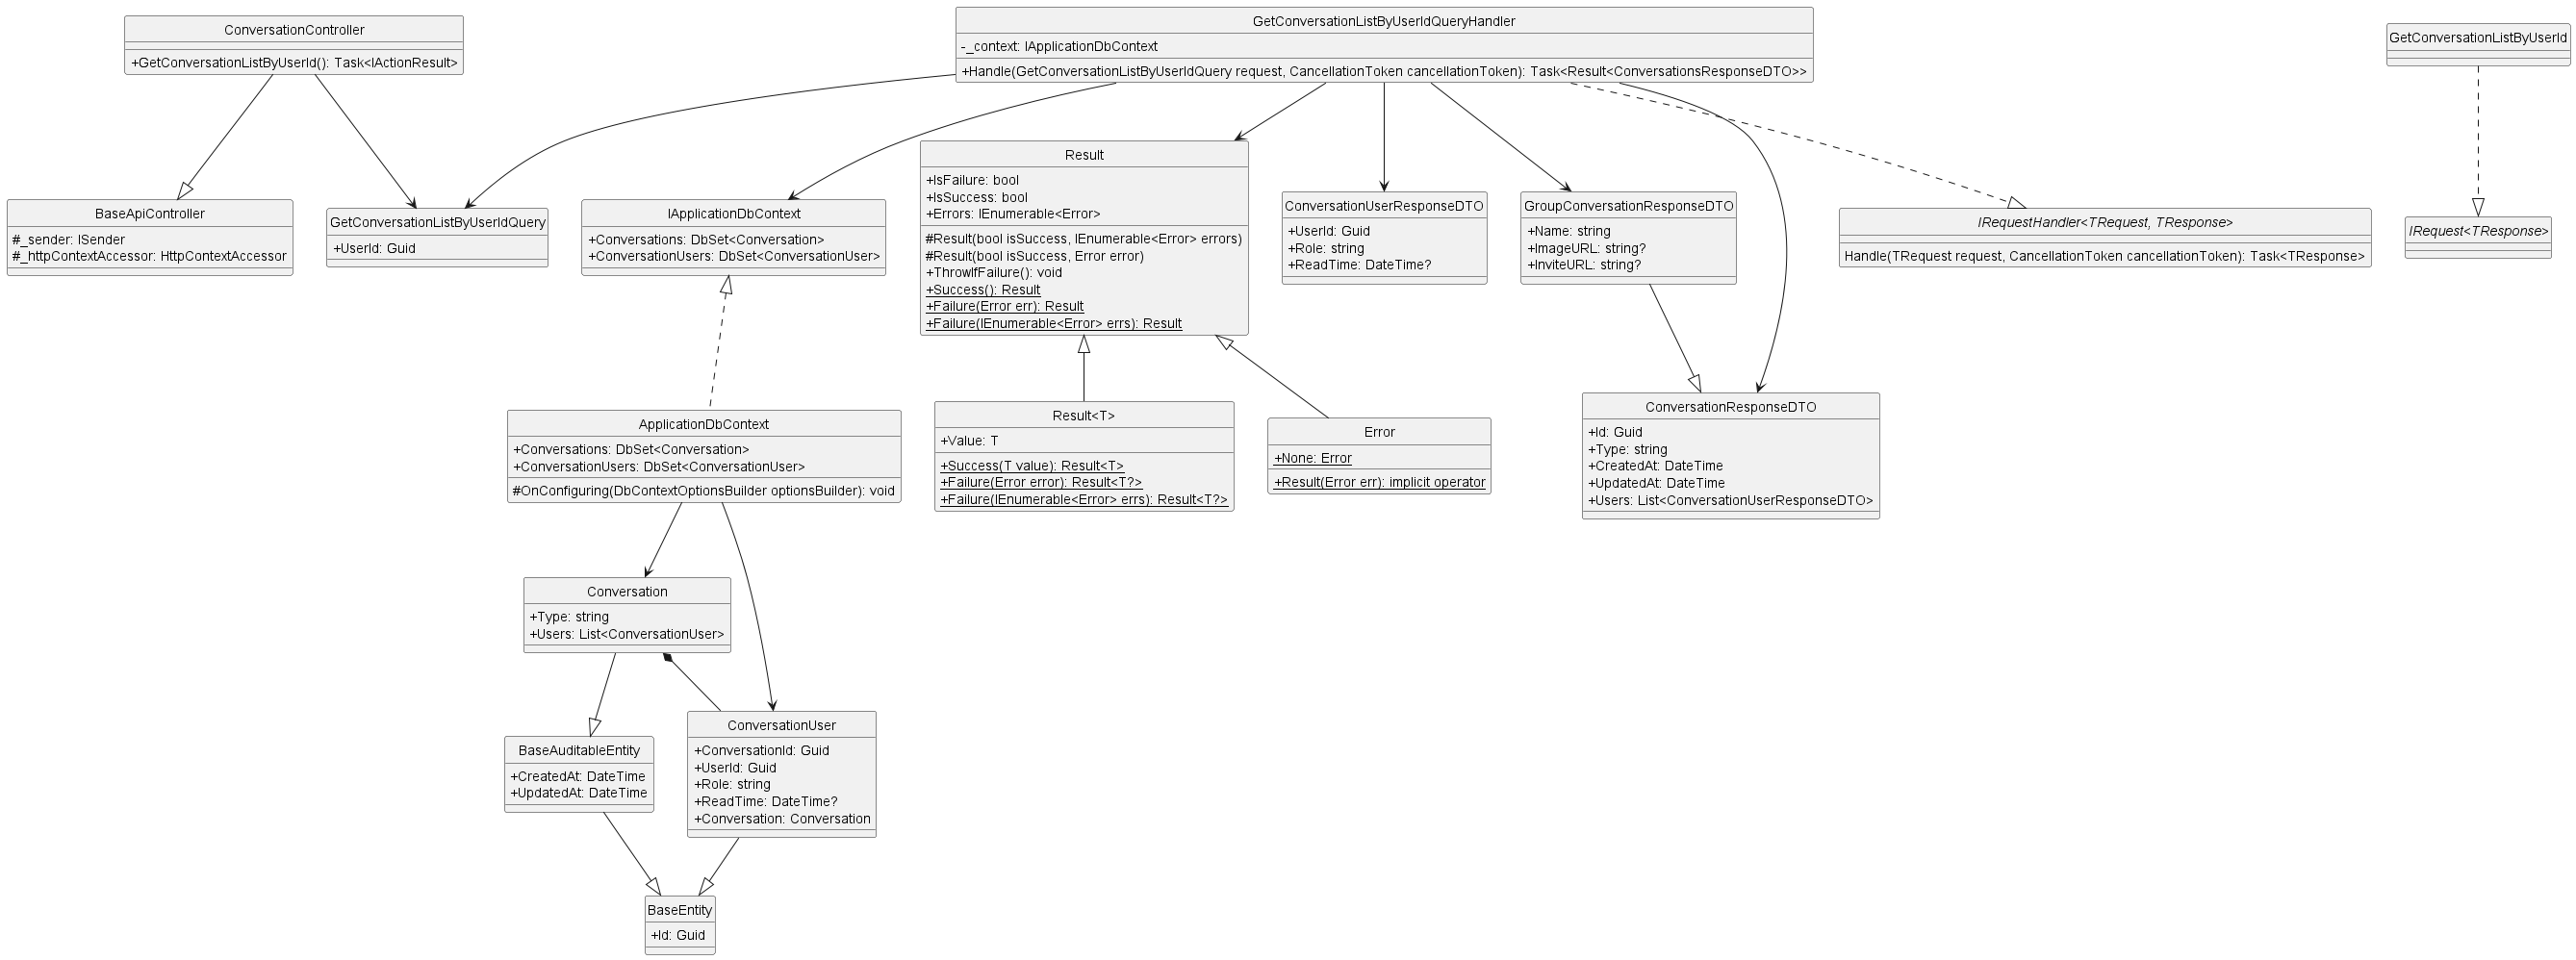 ConversationController
+GetConversationListByUserId(): Task<IActionResult>
GetConversationListByUserIdQueryHandler
-_context: IApplicationDbContext
+Handle(GetConversationListByUserIdQuery request, CancellationToken cancellationToken): Task<Result<ConversationsResponseDTO>>
GetConversationListByUserId
BaseApiController
#_sender: ISender
#_httpContextAccessor: HttpContextAccessor
GetConversationListByUserIdQuery
+UserId: Guid
IApplicationDbContext
+Conversations: DbSet<Conversation>
+ConversationUsers: DbSet<ConversationUser>
Result
+IsFailure: bool
+IsSuccess: bool
+Errors: IEnumerable<Error>
#Result(bool isSuccess, IEnumerable<Error> errors)
#Result(bool isSuccess, Error error)
+ThrowIfFailure(): void
+Success(): Result
+Failure(Error err): Result
+Failure(IEnumerable<Error> errs): Result
ConversationUserResponseDTO
+UserId: Guid
+Role: string
+ReadTime: DateTime?
GroupConversationResponseDTO
+Name: string
+ImageURL: string?
+InviteURL: string?
IRequestHandler<TRequest, TResponse>
Handle(TRequest request, CancellationToken cancellationToken): Task<TResponse>
IRequest<TResponse>
ApplicationDbContext
+Conversations: DbSet<Conversation>
+ConversationUsers: DbSet<ConversationUser>
#OnConfiguring(DbContextOptionsBuilder optionsBuilder): void
Result<T>
+Value: T
+Success(T value): Result<T>
+Failure(Error error): Result<T?>
+Failure(IEnumerable<Error> errs): Result<T?>
Error
+None: Error
+Result(Error err): implicit operator
ConversationResponseDTO
+Id: Guid
+Type: string
+CreatedAt: DateTime
+UpdatedAt: DateTime
+Users: List<ConversationUserResponseDTO>
Conversation
+Type: string
+Users: List<ConversationUser>
BaseAuditableEntity
+CreatedAt: DateTime
+UpdatedAt: DateTime
ConversationUser
+ConversationId: Guid
+UserId: Guid
+Role: string
+ReadTime: DateTime?
+Conversation: Conversation
BaseEntity
+Id: Guid